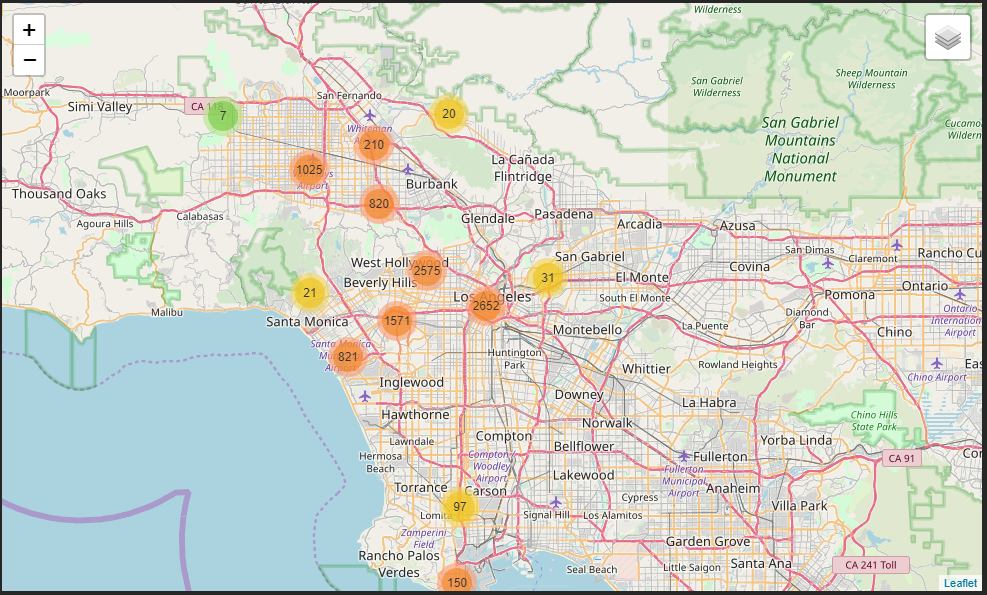 Wilderness
+
−
Moorpark
Simi Valley
CA 118
7
San Fernando
20
San Gabriel
Wilderness
Sheep Mountain
Wilderness
San Gabriel
Mountains
National
Monument
210
1025
La Cañada
Flintridge
Burbank
Thousand Oaks
820
Agoura Hills
Calabasas
Glendale
Pasadena
Arcadia
Azusa
San Dimas
Claremont
Rancho Cu
West Hollywood
2575
San Gabriel
Covina
Beverly Hills
31
El Monte
Ontario
21
Los Angeles
2652
South El Monte
Pomona
Malibu
Santa Monica
1571
Montebello
La Puente
Diamond
Bar
Chino
Ontario
Internation
Airport
Santa Monica
Airport
821
Huntington
Park
Whittier
Rowland Heights
Chino Airport
Eas
Inglewood
Downey
La Habra
Hawthorne
Norwalk
Chino Hills
State Park
Lawndale
Compton
Bellflower
Yorba Linda
Hermosa
Beach
Compton/
Woodley
Airport
Fullerton
CA 91
Cor
Lakewood
Fullerton
Municipal
Airport
Torrance
Carson
Cypress
Anaheim
97
Lomita
Signal Hill
Los Alamitos
Villa Park
Zamperini
Field
Garden Grove
Rancho Palos
Verdes
150
Seal Beach
Little Saigon
Santa Ana
CA 241 Toll
Leaflet